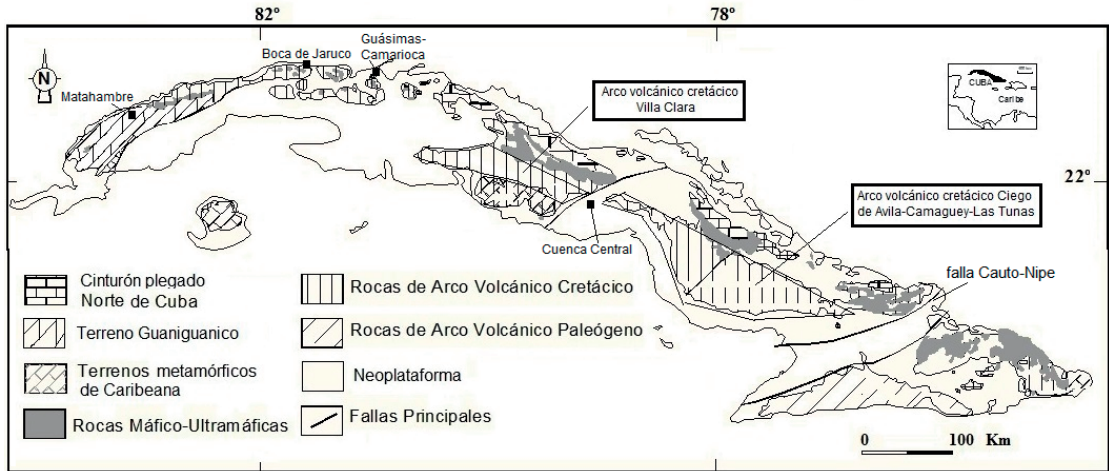 82º
78º
Boca de Jaruco
Guásimas-
Camarioca
N
Matahambre
Arco volcánico cretácico
Villa Clara
CUBA
Caribe
22º
Arco volcánico cretácico Ciego
de Avila-Camaguey-Las Tunas
Cuenca Central
falla Cauto-Nipe
Cinturón plegado
Norte de Cuba
Terreno Guaniguanico
Terrenos metamórficos
de Caribeana
Rocas Máfico-Ultramáficas
Rocas de Arco Volcánico Cretácico
Rocas de Arco Volcánico Paleógeno
Neoplataforma
Fallas Principales
0 100 Km